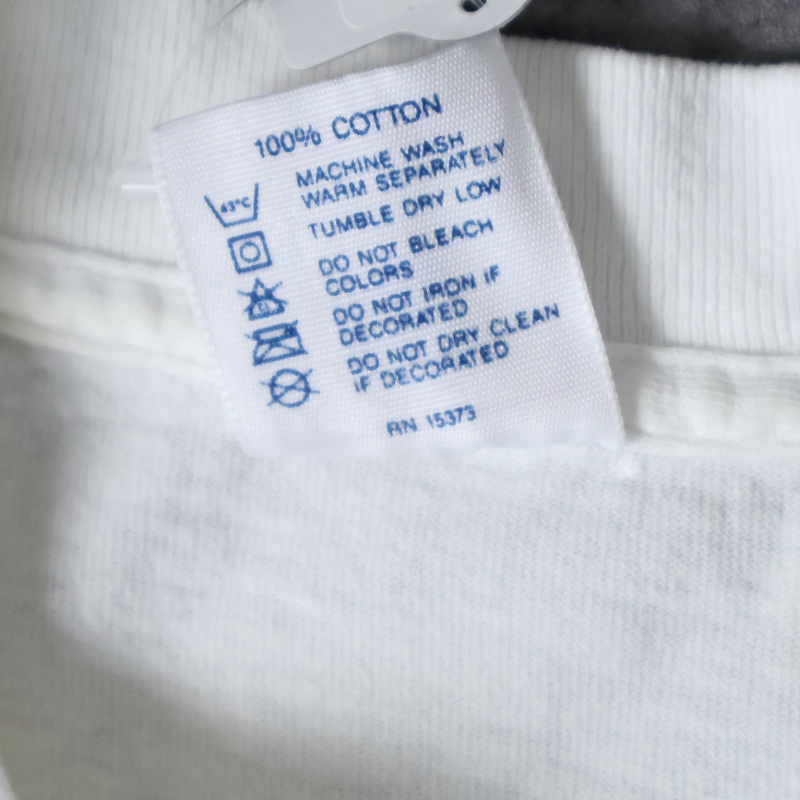 100% COTTON
MACHINE WASH
WARM SEPARATELY
43°C
TUMBLE DRY LOW
DO NOT BLEACH
COLORS
DO NOT IRON IF
DECORATED
DO NOT DRY CLEAN
IF DECORATED
RN 15373